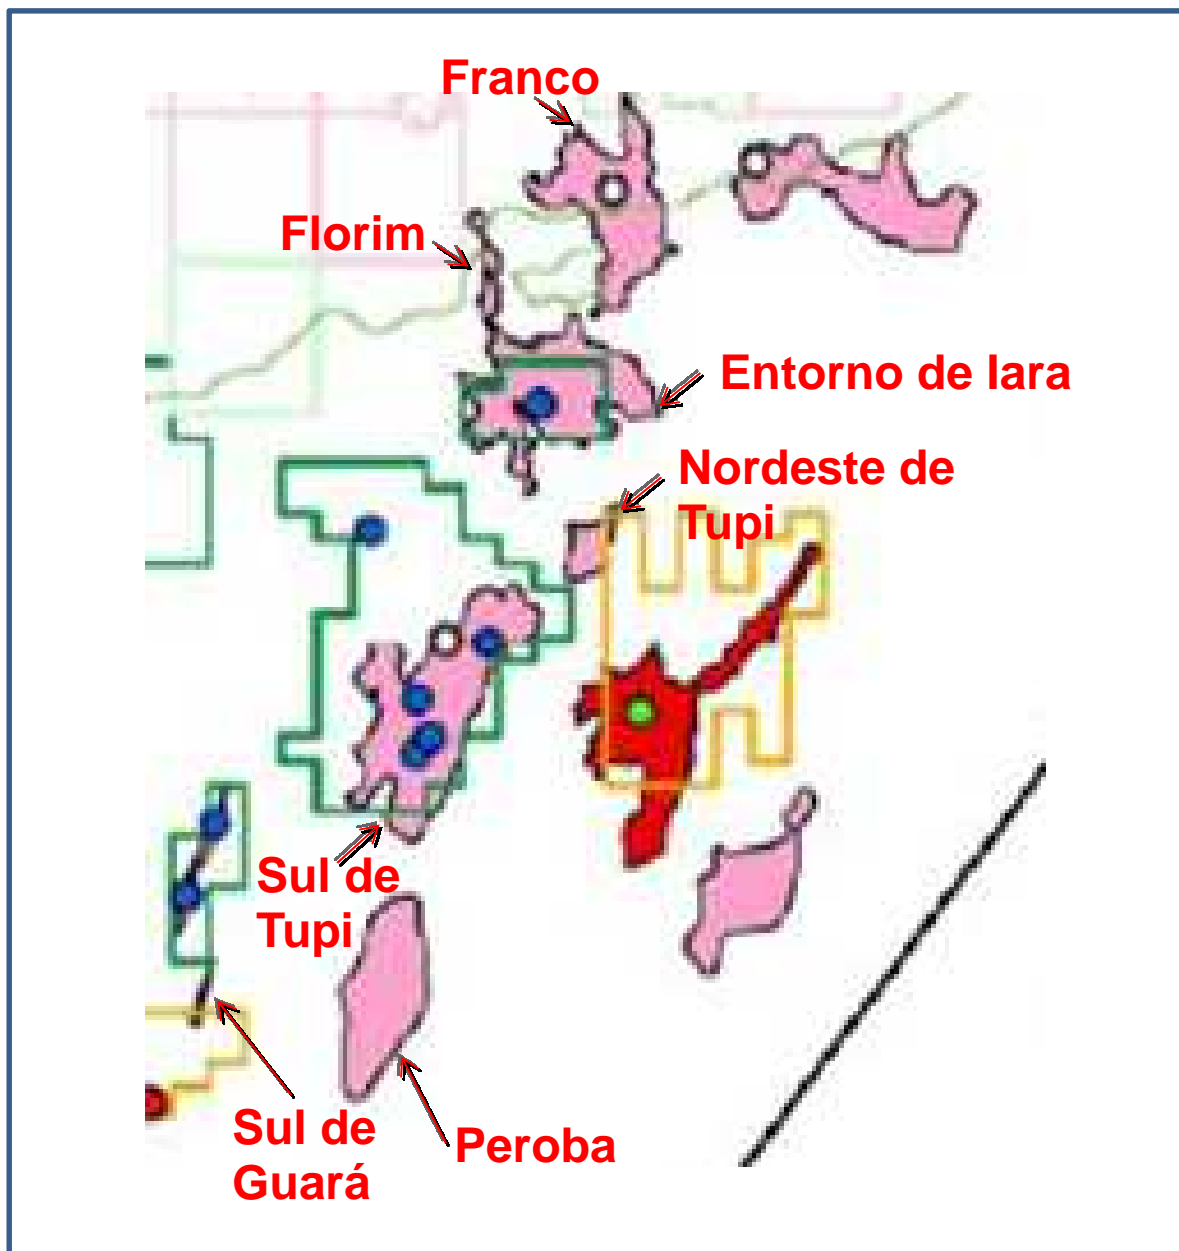 Franco
Florim
Entorno de Iara
Nordeste de
Tupi
Sul de
Tupi
Sul de
Guará
Peroba